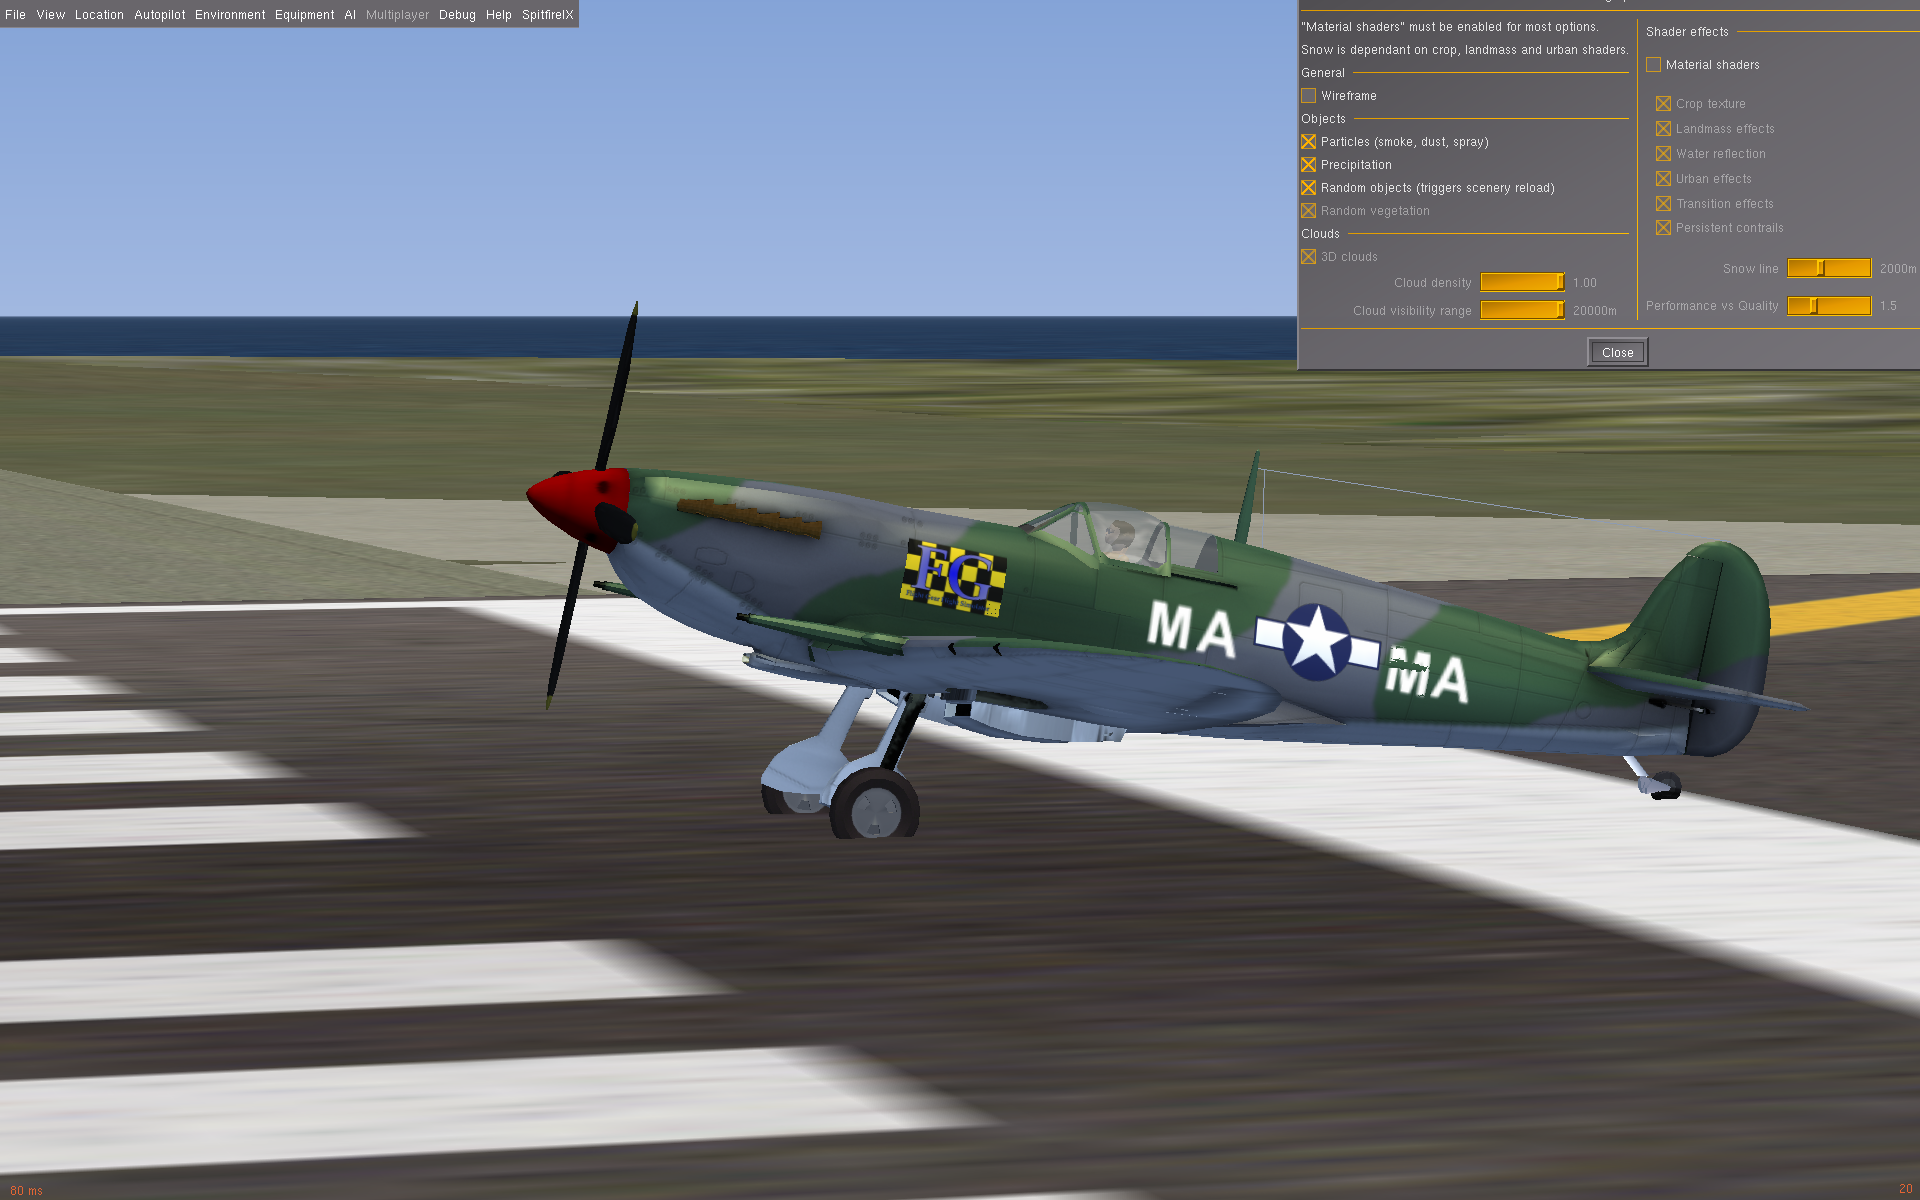 File View Location Autopilot Environment Equipment AI Multiplayer Debug Help SpitfireIX
"Material shaders" must be enabled for most options.
Snow is dependant on crop, landmass and urban shaders.
General
Wireframe
Objects
Particles (smoke, dust, spray)
Precipitation
Random objects (triggers scenery reload)
Random vegetation
Clouds
3D clouds
Cloud density 1.00
Cloud visibility range 20000m
Shader effects
Material shaders
Crop texture
Landmass effects
Water reflection
Urban effects
Transition effects
Persistent contrails
Snow line 2000m
Performance vs Quality 1.5
Close
FG
MA MA
80 ms
20